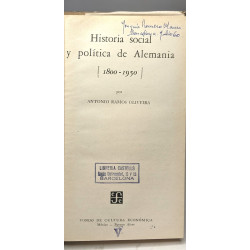 Historia social
y política de Alemania
[1800-1950]
por
ANTONIO RAMOS OLIVEIRA
LIBRERIA CASTELLS
BARCELONA
FONDO DE CULTURA ECONÓMICA
México - Buenos Aires